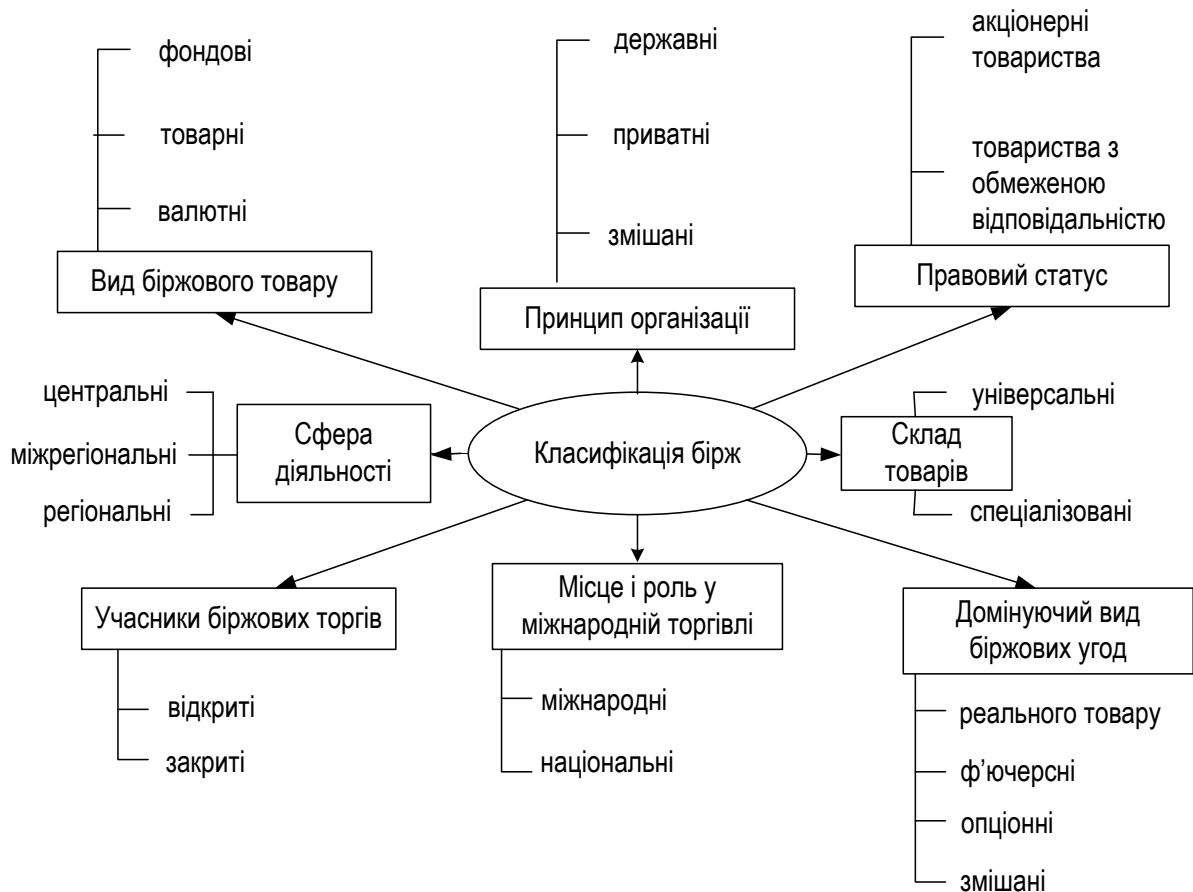 фондові
товарні
валютні
Вид біржового товару
державні
приватні
змішані
Принцип організації
акціонерні
товариства
товариства з
обмеженою
відповідальністю
Правовий статус
центральні
міжрегіональні
регіональні
Сфера
діяльності
Класифікація бірж
універсальні
Склад
товарів
спеціалізовані
Учасники біржових торгів
відкриті
закриті
Місце і роль у
міжнародній торгівлі
міжнародні
національні
Домінуючий вид
біржових угод
реального товару
ф’ючерсні
опціонні
змішані